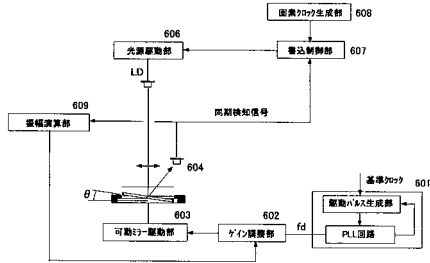 画素クロック生成部
608
606
光源駆動部
書込制御部
607
LD
609
同期検知信号
振幅演算部
604
基準クロック
601
θ
駆動パルス生成部
603
602
fd
可動ミラー駆動部
ゲイン調整部
PLL回路